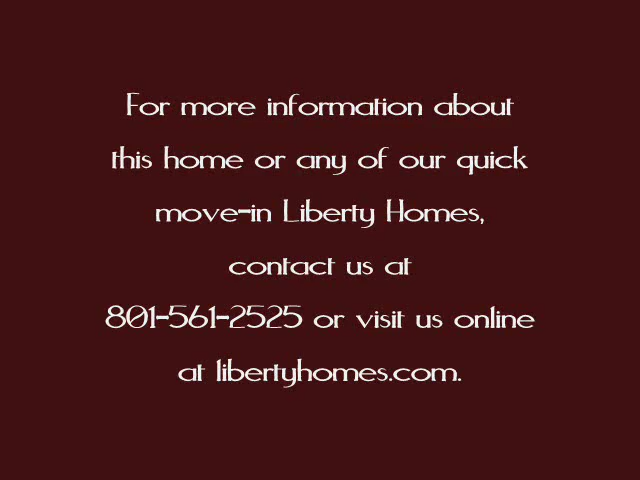 For more information about
this home or any of our quick
move-in Liberty Homes,
contact us at
801-561-2525 or visit us online
at libertyhomes.com.